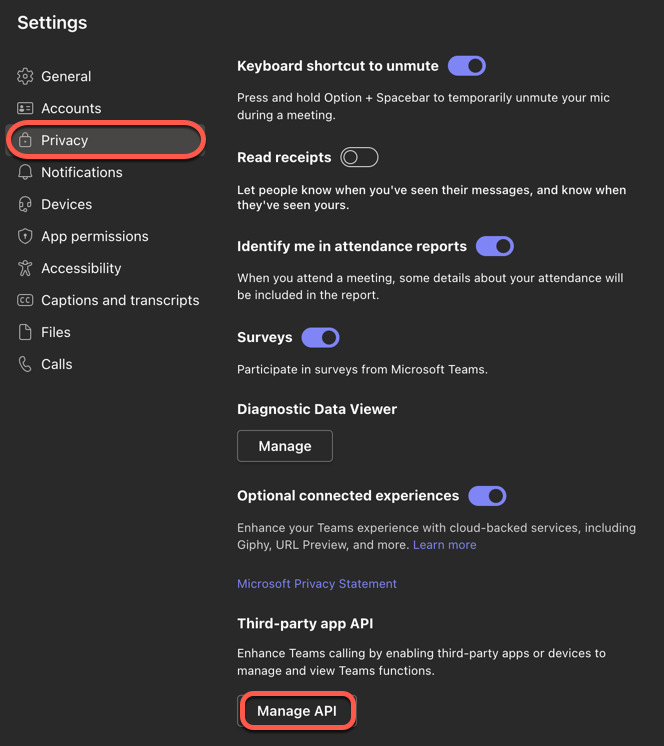 Settings
General
Accounts
Privacy
Notifications
Devices
App permissions
Accessibility
CC Captions and transcripts
Files
Calls
Keyboard shortcut to unmute
Press and hold Option + Spacebar to temporarily unmute your mic
during a meeting.
Read receipts
Let people know when you've seen their messages, and know when
they've seen yours.
Identify me in attendance reports
When you attend a meeting, some details about your attendance will
be included in the report.
Surveys
Participate in surveys from Microsoft Teams.
Diagnostic Data Viewer
Manage
Optional connected experiences
Enhance your Teams experience with cloud-backed services, including
Giphy, URL Preview, and more. Learn more
Microsoft Privacy Statement
Third-party app API
Enhance Teams calling by enabling third-party apps or devices to
manage and view Teams functions.
Manage API